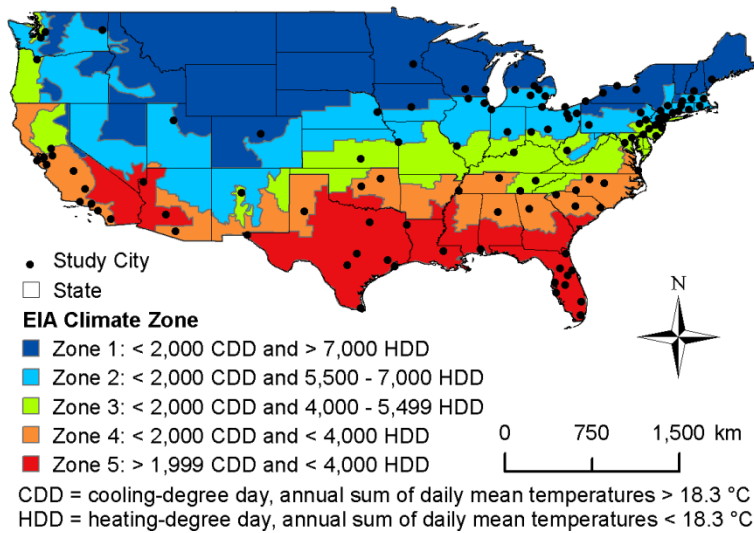 Study City
State
N
EIA Climate Zone
Zone 1: < 2,000 CDD and > 7,000 HDD
Zone 2: < 2,000 CDD and 5,500 - 7,000 HDD
Zone 3: < 2,000 CDD and 4,000 - 5,499 HDD
Zone 4: < 2,000 CDD and < 4,000 HDD
Zone 5: > 1,999 CDD and < 4,000 HDD
0 750 1,500 km
CDD = cooling-degree day, annual sum of daily mean temperatures > 18.3 °C
HDD = heating-degree day, annual sum of daily mean temperatures < 18.3 °C